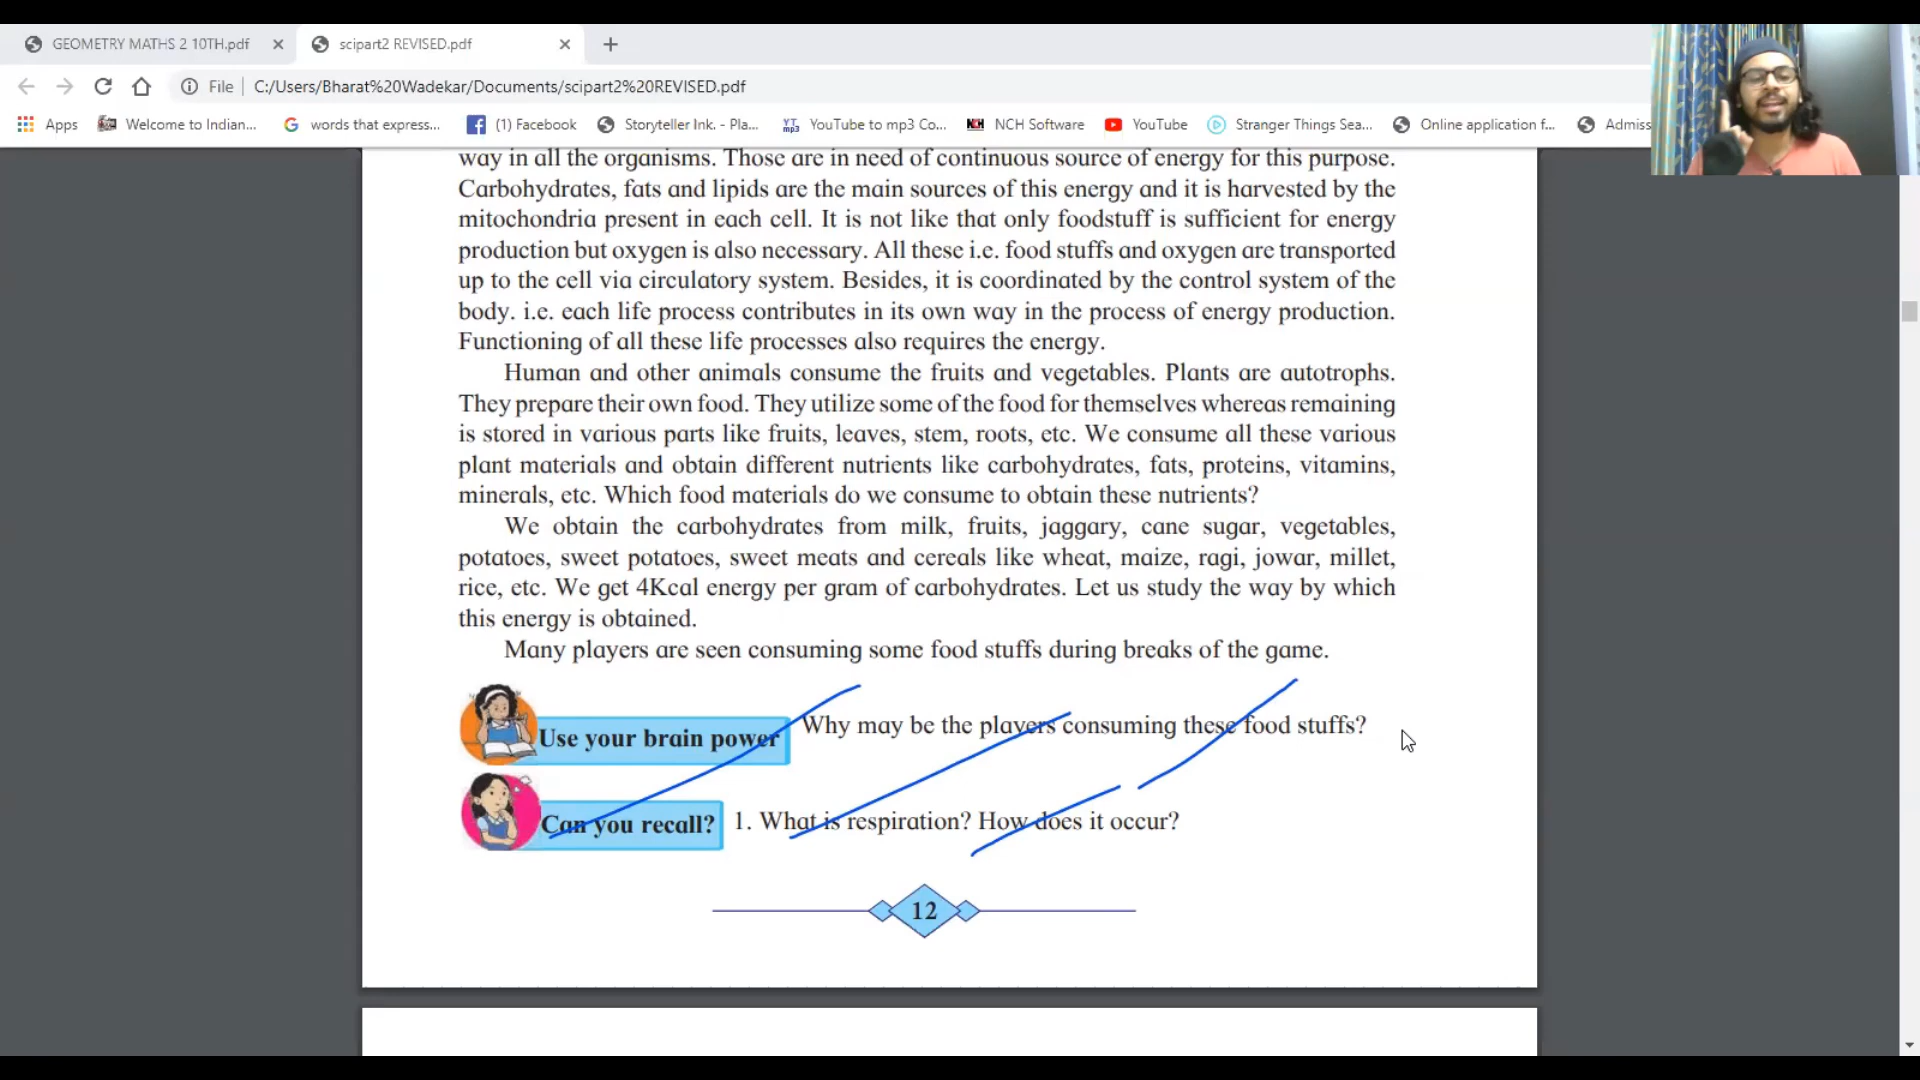 GEOMETRY MATHS 2 10TH.pdf
scipart2 REVISED.pdf
File
C:/Users/Bharat%20Wadekar/Documents/scipart2%20REVISED.pdf
Apps
Welcome to Indian...
words that express...
(1) Facebook
Storyteller Ink. - Pla...
YT mp3
YouTube to mp3 Co...
NCH
NCH Software
YouTube
Stranger Things Sea...
Online application f...
Admiss
way in all the organisms. Those are in need of continuous source of energy for this purpose.
Carbohydrates, fats and lipids are the main sources of this energy and it is harvested by the
mitochondria present in each cell. It is not like that only foodstuff is sufficient for energy
production but oxygen is also necessary. All these i.e. food stuffs and oxygen are transported
up to the cell via circulatory system. Besides, it is coordinated by the control system of the
body. i.e. each life process contributes in its own way in the process of energy production.
Functioning of all these life processes also requires the energy.
Human and other animals consume the fruits and vegetables. Plants are autotrophs.
They prepare their own food. They utilize some of the food for themselves whereas remaining
is stored in various parts like fruits, leaves, stem, roots, etc. We consume all these various
plant materials and obtain different nutrients like carbohydrates, fats, proteins, vitamins,
minerals, etc. Which food materials do we consume to obtain these nutrients?
We obtain the carbohydrates from milk, fruits, jaggary, cane sugar, vegetables,
potatoes, sweet potatoes, sweet meats and cereals like wheat, maize, ragi, jowar, millet,
rice, etc. We get 4Kcal energy per gram of carbohydrates. Let us study the way by which
this energy is obtained.
Many players are seen consuming some food stuffs during breaks of the game.
Use your brain power
Why may be the players consuming these food stuffs?
Can you recall?
1. What is respiration? How does it occur?
12